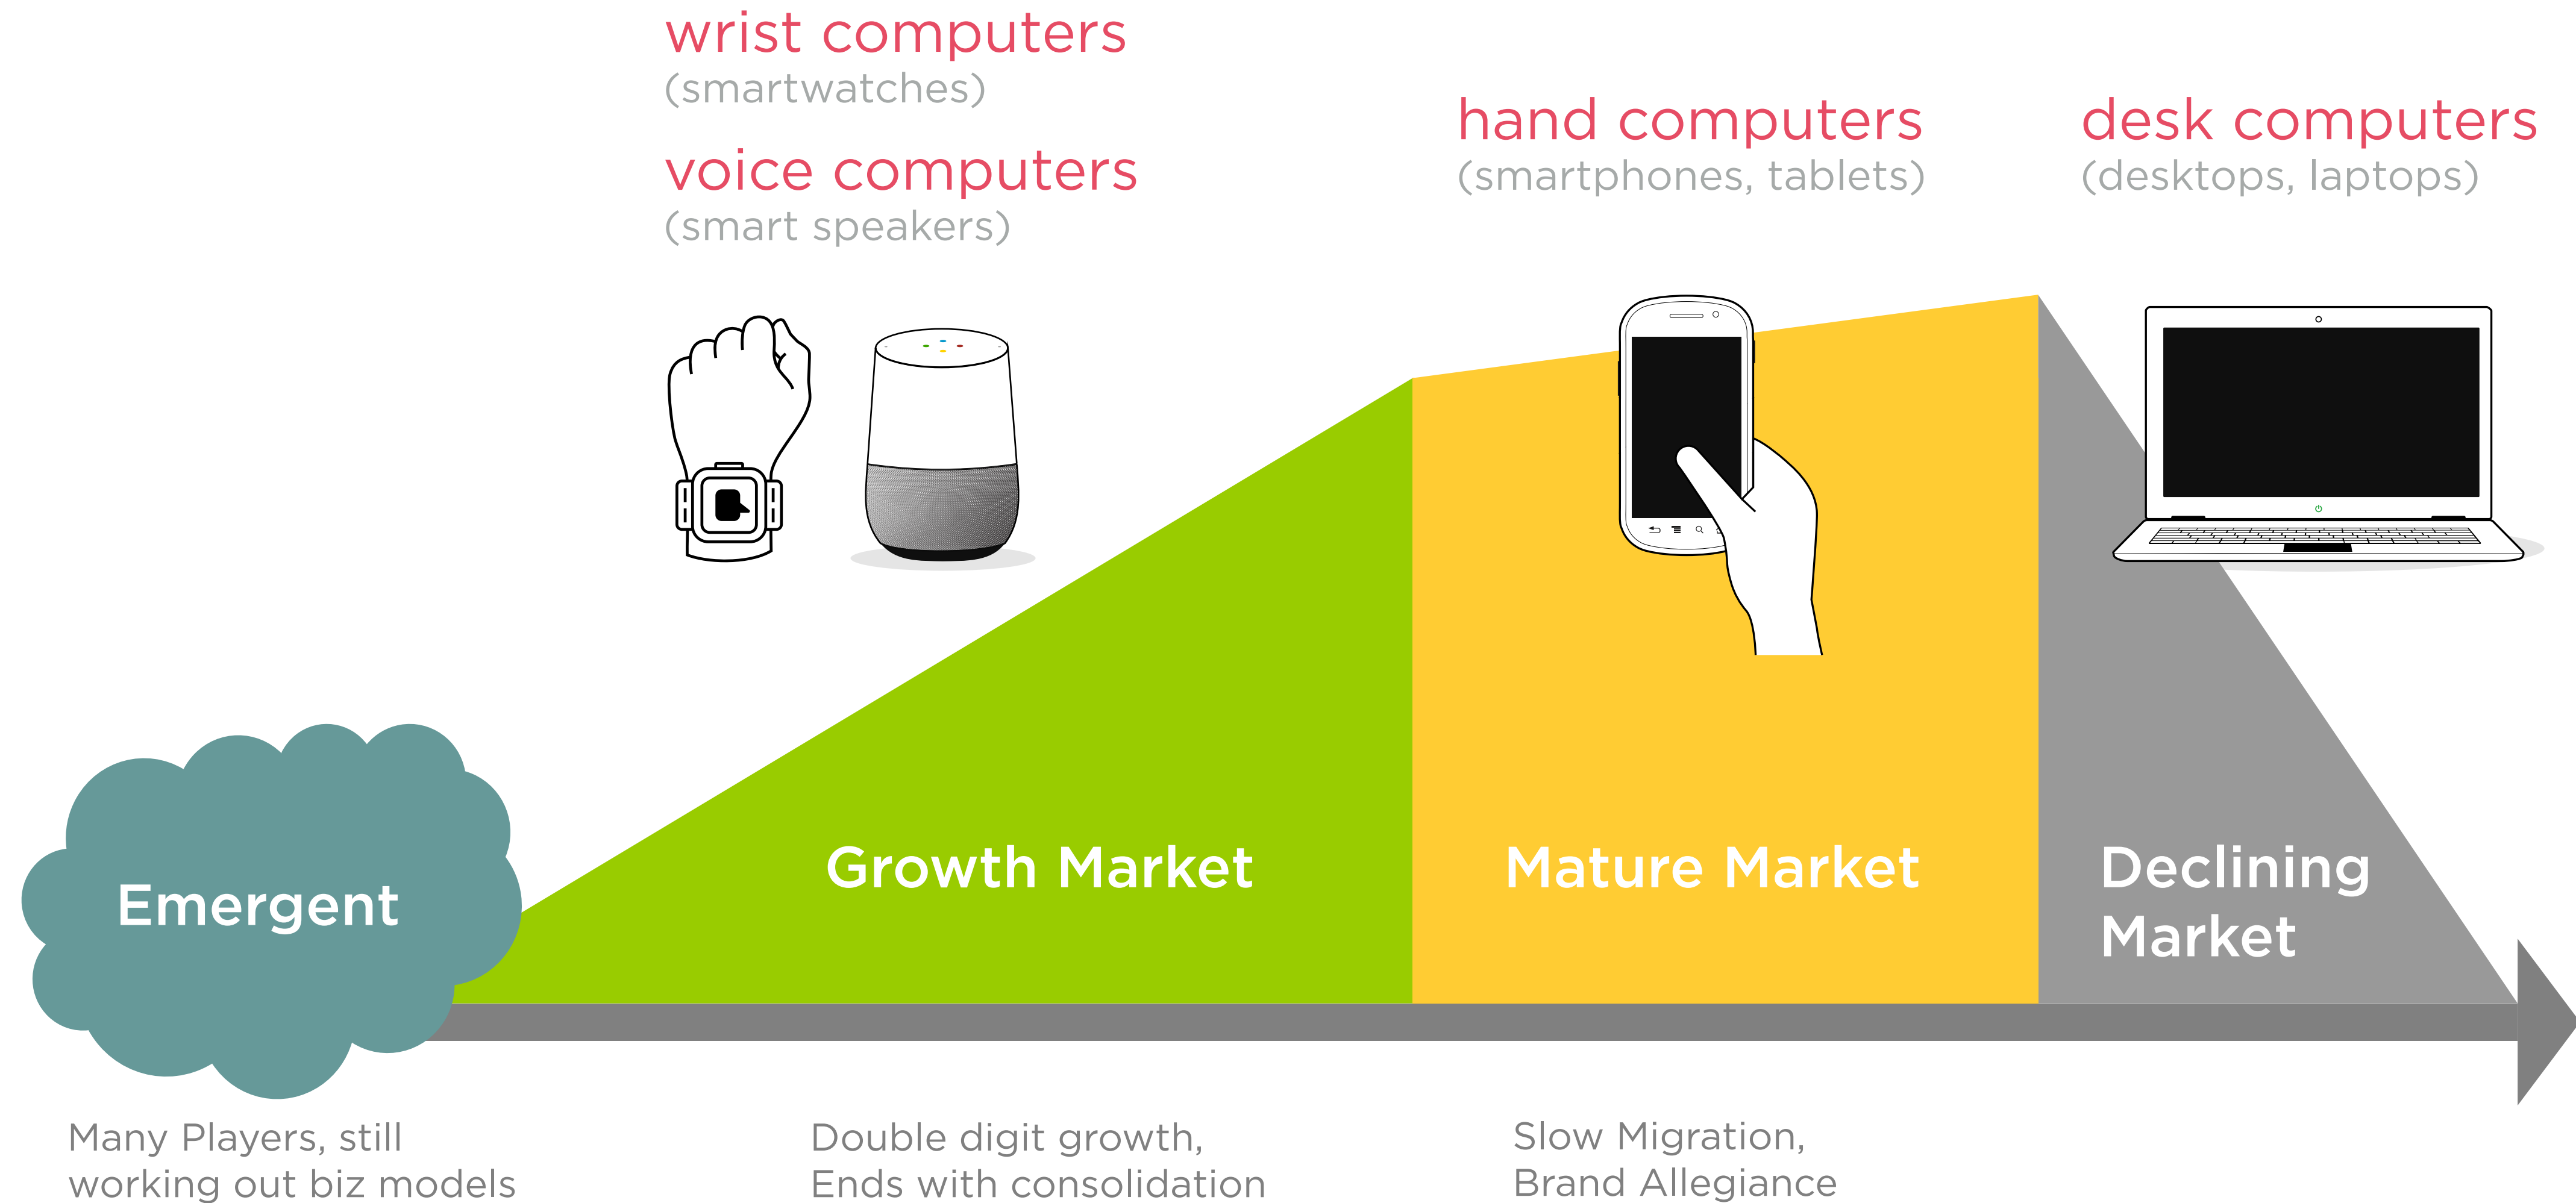 wrist computers
(smartwatches)
voice computers
(smart speakers)
hand computers
(smartphones, tablets)
desk computers
(desktops, laptops)
Emergent
Growth Market
Mature Market
Declining
Market
Many Players, still
working out biz models
Double digit growth,
Ends with consolidation
Slow Migration,
Brand Allegiance